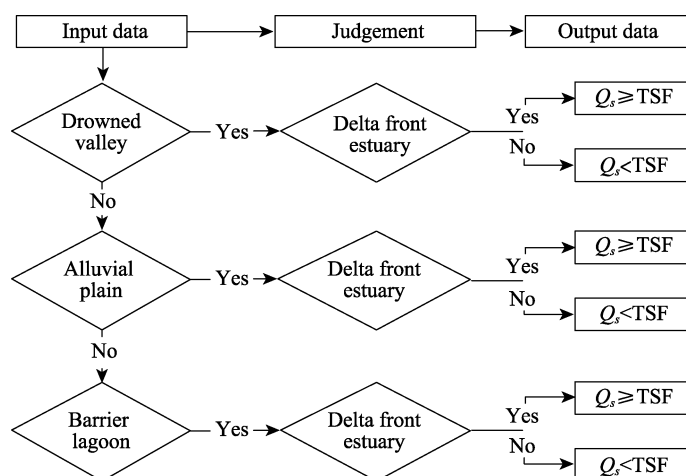 Input data
Judgement
Output data
Drowned
valley
Yes
Delta front
estuary
Yes
No
Qs⩾TSF
Qs<TSF
No
Alluvial
plain
Yes
Delta front
estuary
Yes
No
Qs⩾TSF
Qs<TSF
No
Barrier
lagoon
Yes
Delta front
estuary
Yes
No
Qs⩾TSF
Qs<TSF